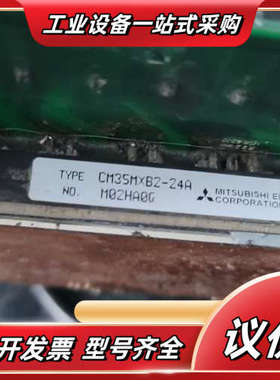 工业设备一站式采购
TYPE CM35MXB2-24A
NO. M02HA0G
MITSUBISHI EL
CORPORATION
开发票 型号齐全
议价